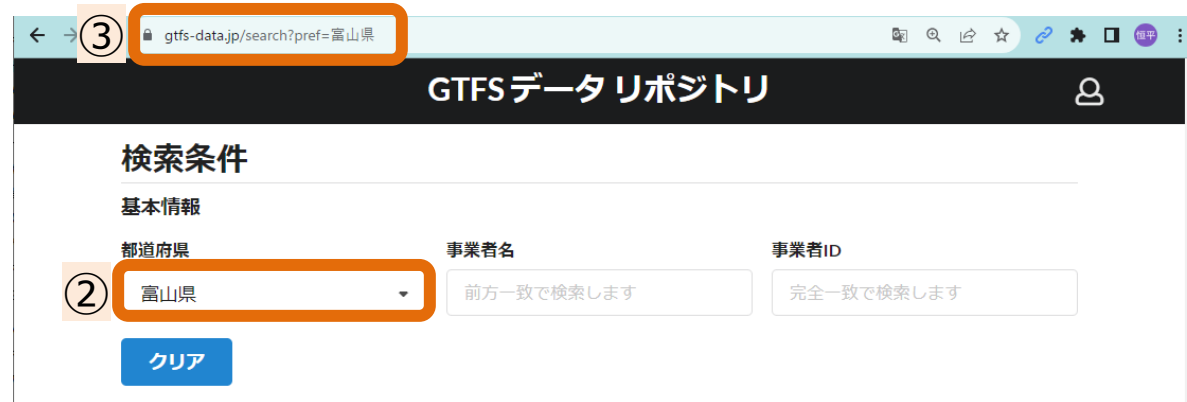 ③ gtfs-data.jp/search?pref=富山県 恒平
GTFSデータ リポジトリ
検索条件
基本情報
都道府県 事業者名 事業者ID
② 富山県 前方一致で検索します 完全一致で検索します
クリア